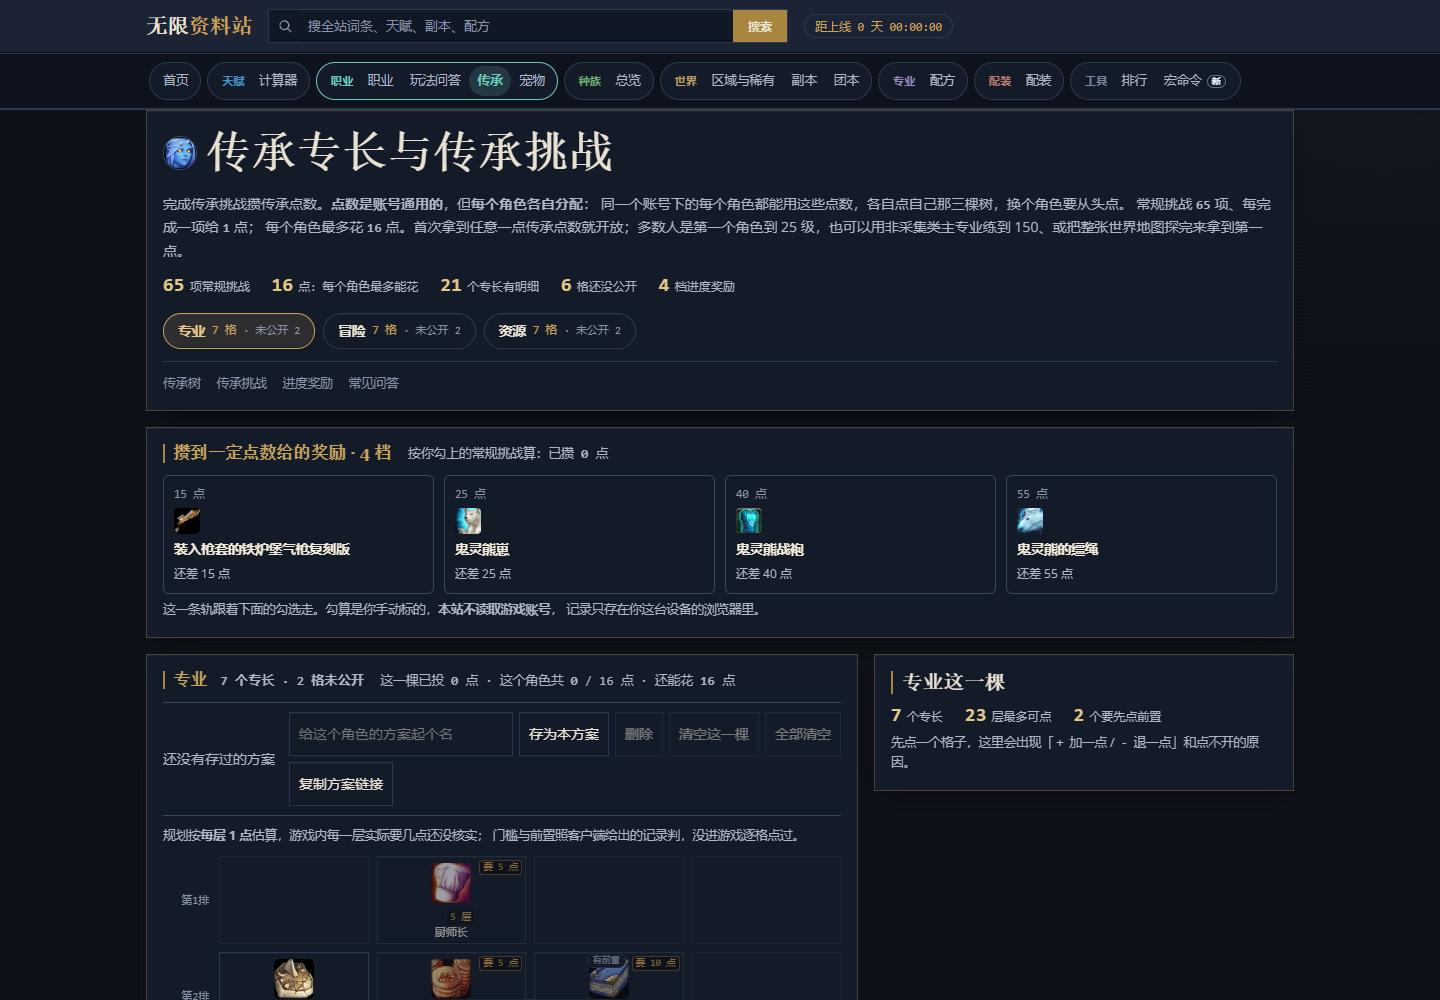 无限资料站
搜全站词条、天赋、副本、配方
搜索
距上线 0 天 00:00:00
首页
天赋 计算器
职业 职业 玩法问答 传承 宠物
种族 总览
世界 区域与稀有 副本 团本
专业 配方
配装 配装
工具 排行 宏命令 新
传承专长与传承挑战
完成传承挑战攒传承点数。点数是账号通用的，但每个角色各自分配： 同一个账号下的每个角色都能用这些点数，各自点自己那三棵树，换个角色要从头点。 常规挑战 65 项、每完
成一项给 1 点； 每个角色最多花 16 点。首次拿到任意一点传承点数就开放；多数人是第一个角色到 25 级，也可以用非采集类主专业练到 150、或把整张世界地图探完来拿到第一
点。
65 项常规挑战 16 点：每个角色最多能花 21 个专长有明细 6 格还没公开 4 档进度奖励
专业 7 格 · 未公开 2
冒险 7 格 · 未公开 2
资源 7 格 · 未公开 2
传承树 传承挑战 进度奖励 常见问答
攒到一定点数给的奖励 · 4 档 按你勾上的常规挑战算：已攒 0 点
15 点
装入枪套的铁炉堡气枪复刻版
还差 15 点
25 点
鬼灵熊崽
还差 25 点
40 点
鬼灵熊战袍
还差 40 点
55 点
鬼灵熊的缰绳
还差 55 点
这一条轨跟着下面的勾选走。勾算是你手动标的，本站不读取游戏账号， 记录只存在你这台设备的浏览器里。
专业 7 个专长 · 2 格未公开 这一棵已投 0 点 · 这个角色共 0 / 16 点 · 还能花 16 点
还没有存过的方案
给这个角色的方案起个名
存为本方案
删除
清空这一棵
全部清空
复制方案链接
规划按每层 1 点估算，游戏内每一层实际要几点还没核实； 门槛与前置照客户端给出的记录判，没进游戏逐格点过。
第1排
要 5 点
5 层
厨师长
第2排
要 5 点
有前置
要 10 点
专业这一棵
7 个专长 23 层最多可点 2 个要先点前置
先点一个格子，这里会出现「 + 加一点 / - 退一点」和点不开的原
因。